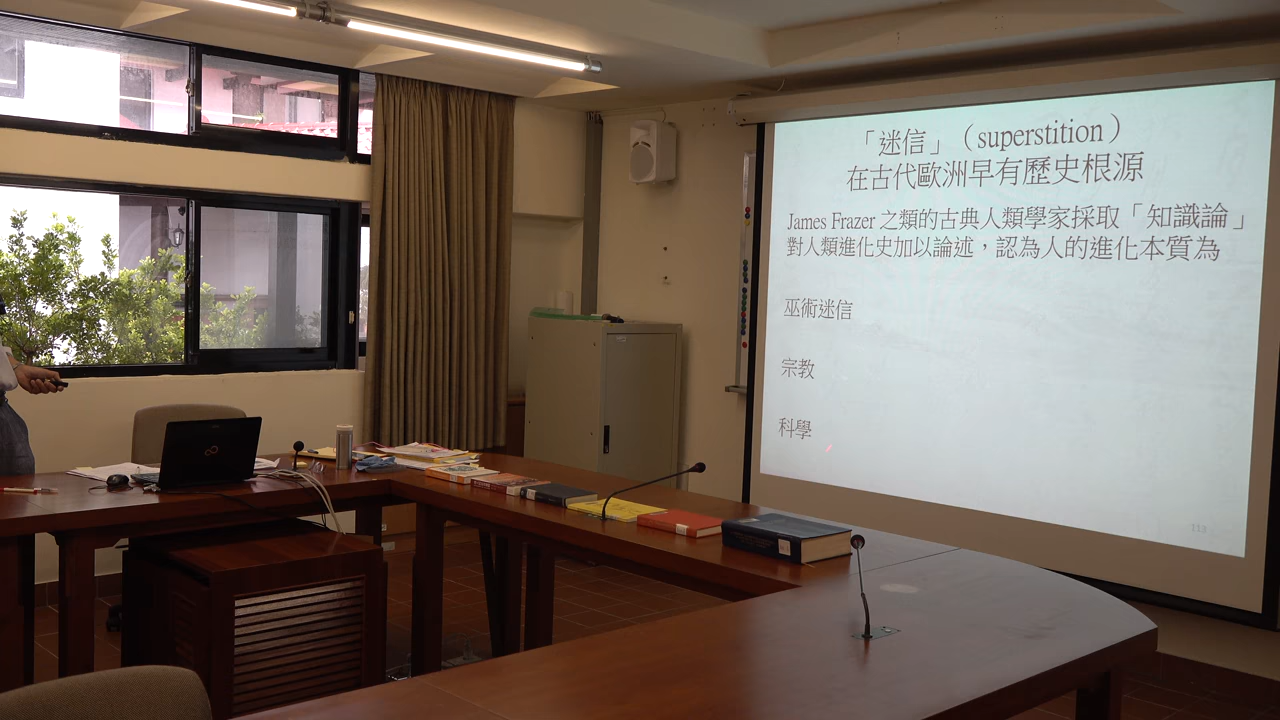 「迷信」（superstition）
在古代歐洲早有歷史根源
James Frazer 之類的古典人類學家採取「知識論」
對人類進化史加以論述，認為人的進化本質為
巫術迷信
宗教
科學
113